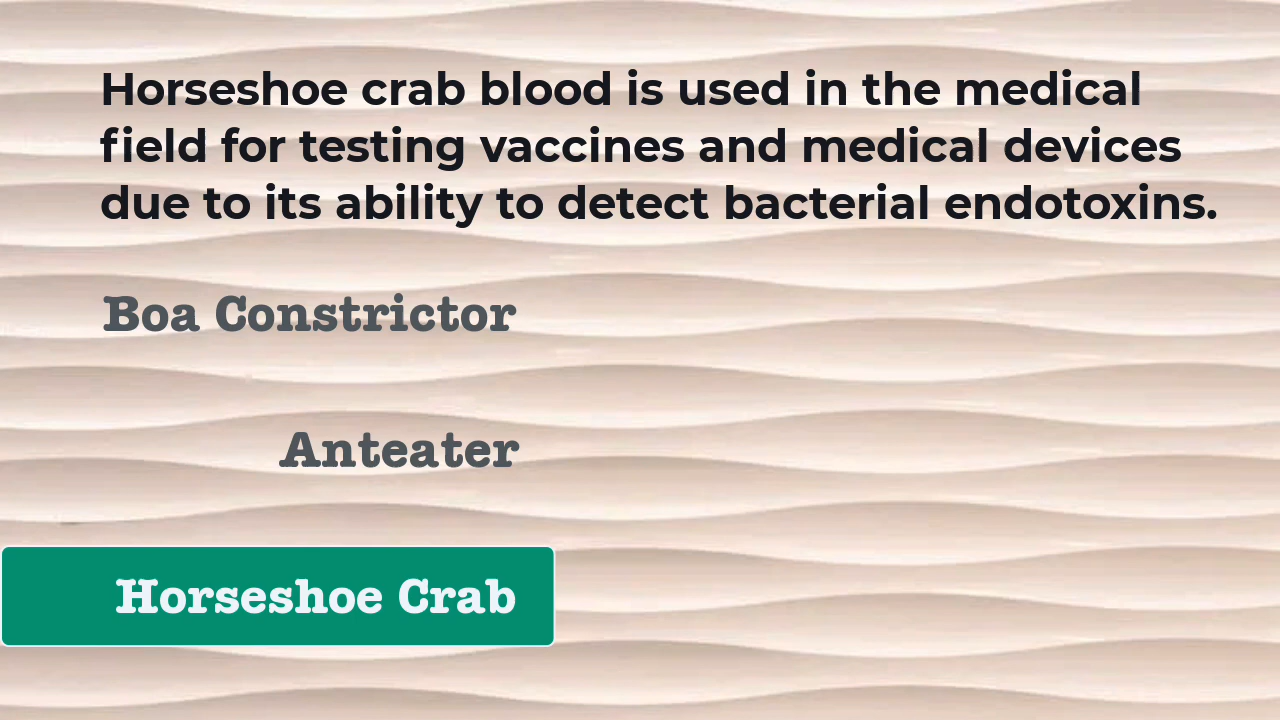 Horseshoe crab blood is used in the medical
field for testing vaccines and medical devices
due to its ability to detect bacterial endotoxins.
Boa Constrictor
Anteater
Horseshoe Crab